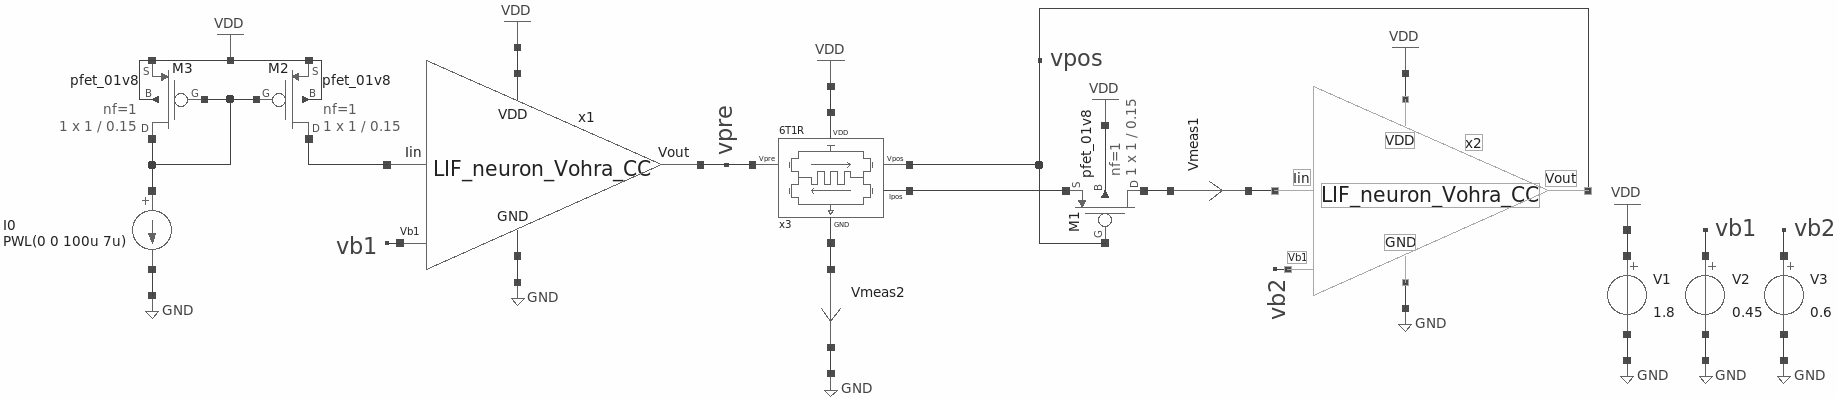 VDD
S
M3
M2
S
pfet_01v8
pfet_01v8
B
G
G
B
nf=1
nf=1
1 x 1 / 0.15
D
D
1 x 1 / 0.15
+
I0
PWL(0 0 100u 7u)
GND
VDD
VDD
x1
Iin
LIF_neuron_Vohra_CC
Vout
GND
vb1
Vb1
GND
vpre
VDD
6T1R
VDD
Vpre
Vpos
Ipos
x3
GND
Vmeas2
GND
vpos
VDD
pfet_01v8
nf=1
1 x 1 / 0.15
S
B
D
M1
G
Vmeas1
VDD
VDD
x2
Iin
LIF_neuron_Vohra_CC
Vout
GND
Vb1
vb2
GND
VDD
+
V1
1.8
GND
vb1
+
V2
0.45
GND
vb2
+
V3
0.6
GND